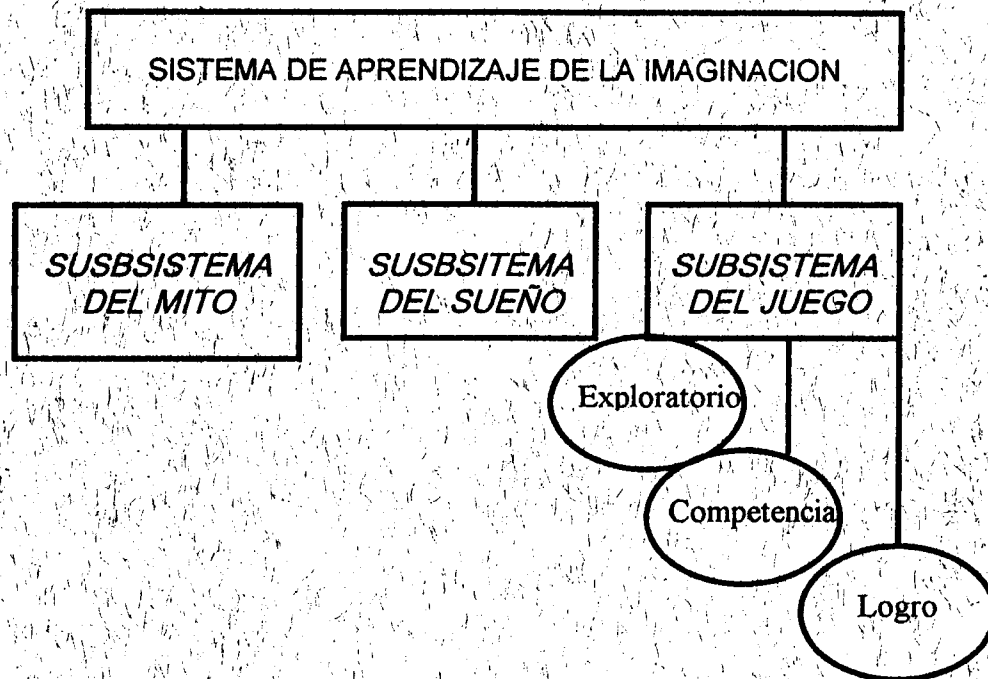 SISTEMA DE APRENDIZAJE DE LA IMAGINACION
SUSBSISTEMA
DEL MITO
SUSBSITEMA
DEL SUEÑO
SUBSISTEMA
DEL JUEGO
Exploratorio
Competencia
Logro